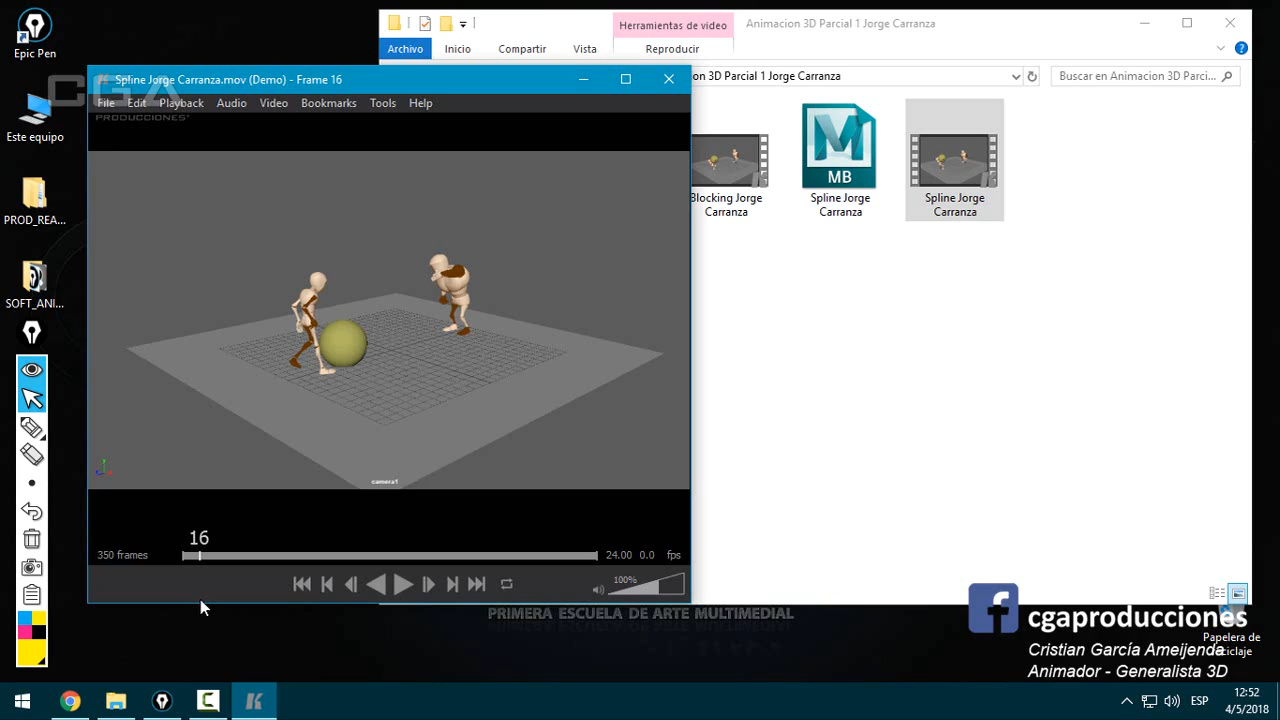 Epic Pen
Este equipo
PROD_REA...
SOFT_ANI...
Herramientas de video
Animacion 3D Parcial 1 Jorge Carranza
Archivo
Inicio
Compartir
Vista
Reproducir
on 3D Parcial 1 Jorge Carranza
Buscar en Animacion 3D Parci...
Spline Jorge Carranza.mov (Demo) - Frame 16
CGA
File Edit Playback Audio Video Bookmarks Tools Help
PRODUCCIONES
MB
Blocking Jorge
Carranza
Spline Jorge
Carranza
Spline Jorge
Carranza
camera1
16
350 frames
24.00 0.0 fps
100%
PRIMERA ESCUELA DE ARTE MULTIMEDIAL
f
cgaproducciones
Cristian García Ameijenda
Animador - Generalista 3D
Papelera de
reciclaje
ESP
12:52
4/5/2018